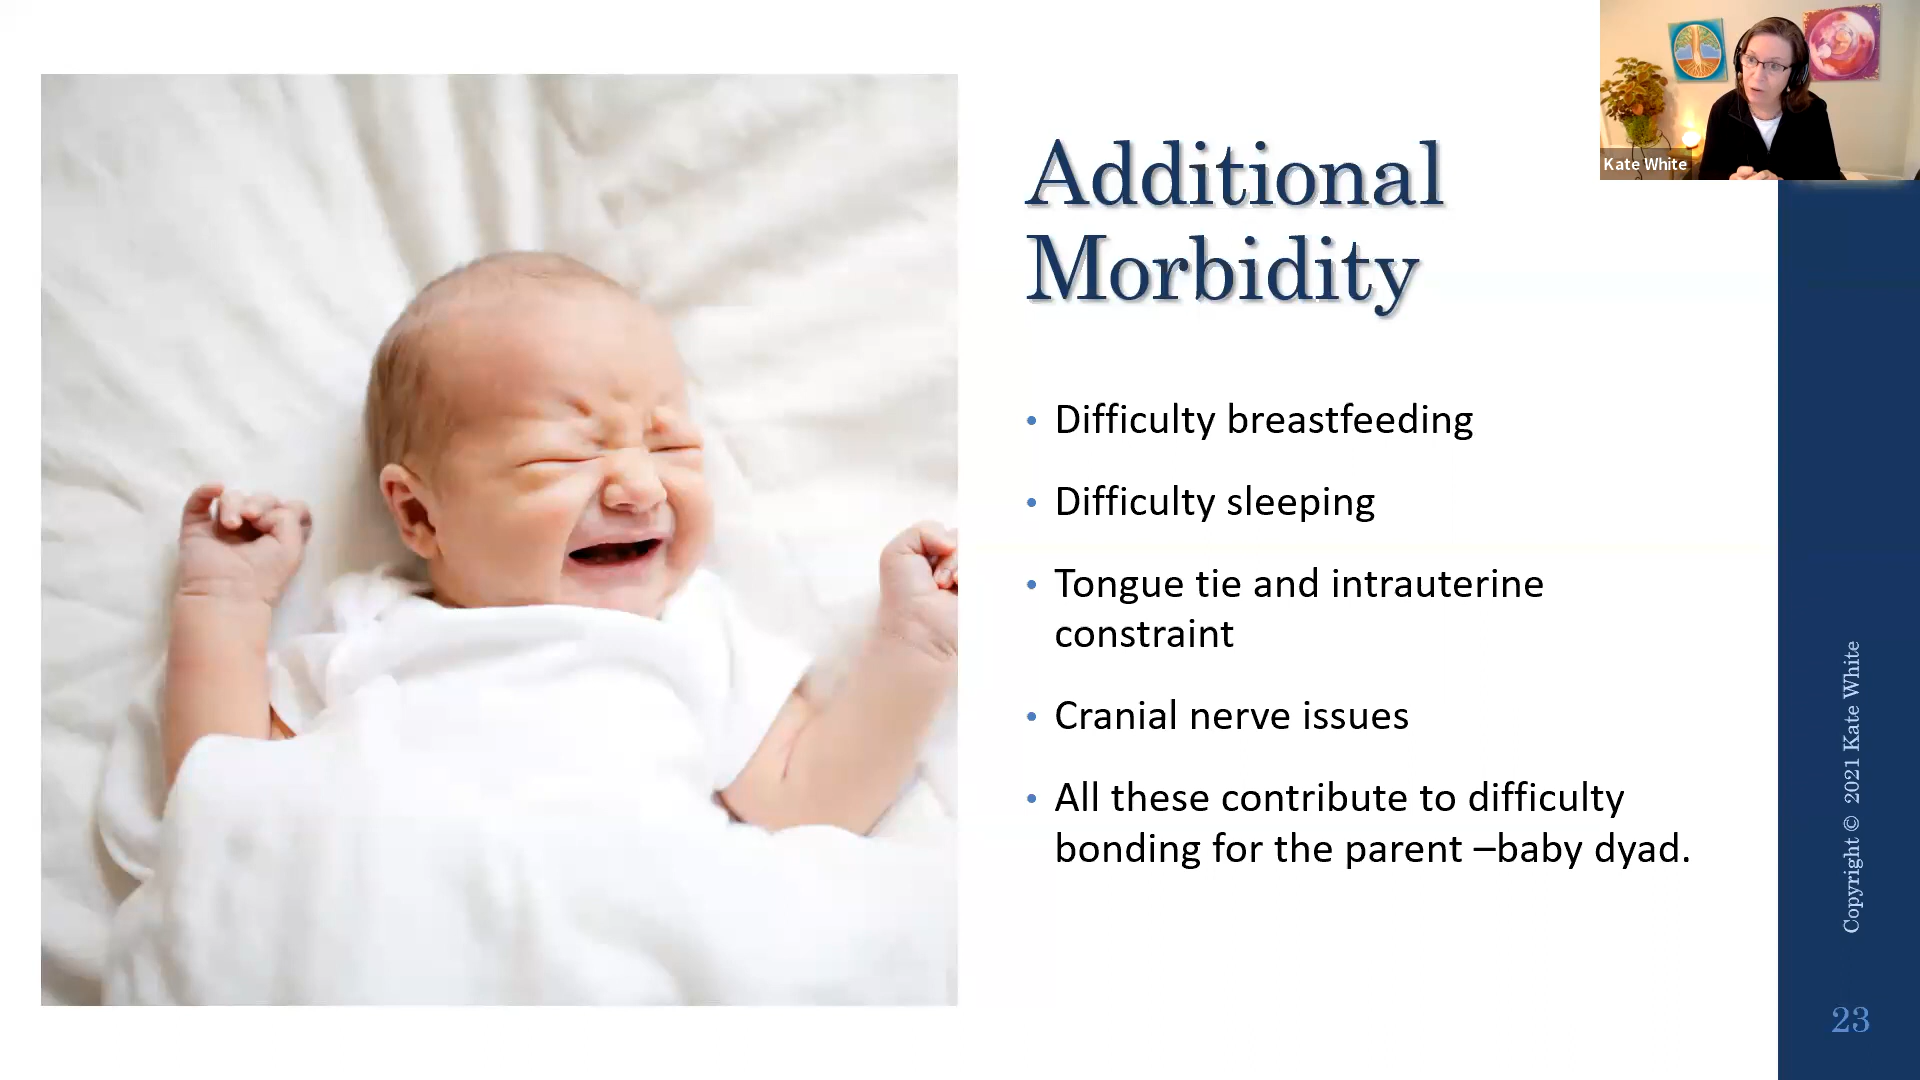 Kate White
Additional
Morbidity
• Difficulty breastfeeding
• Difficulty sleeping
• Tongue tie and intrauterine
constraint
• Cranial nerve issues
• All these contribute to difficulty
bonding for the parent –baby dyad.
Copyright © 2021 Kate White
23